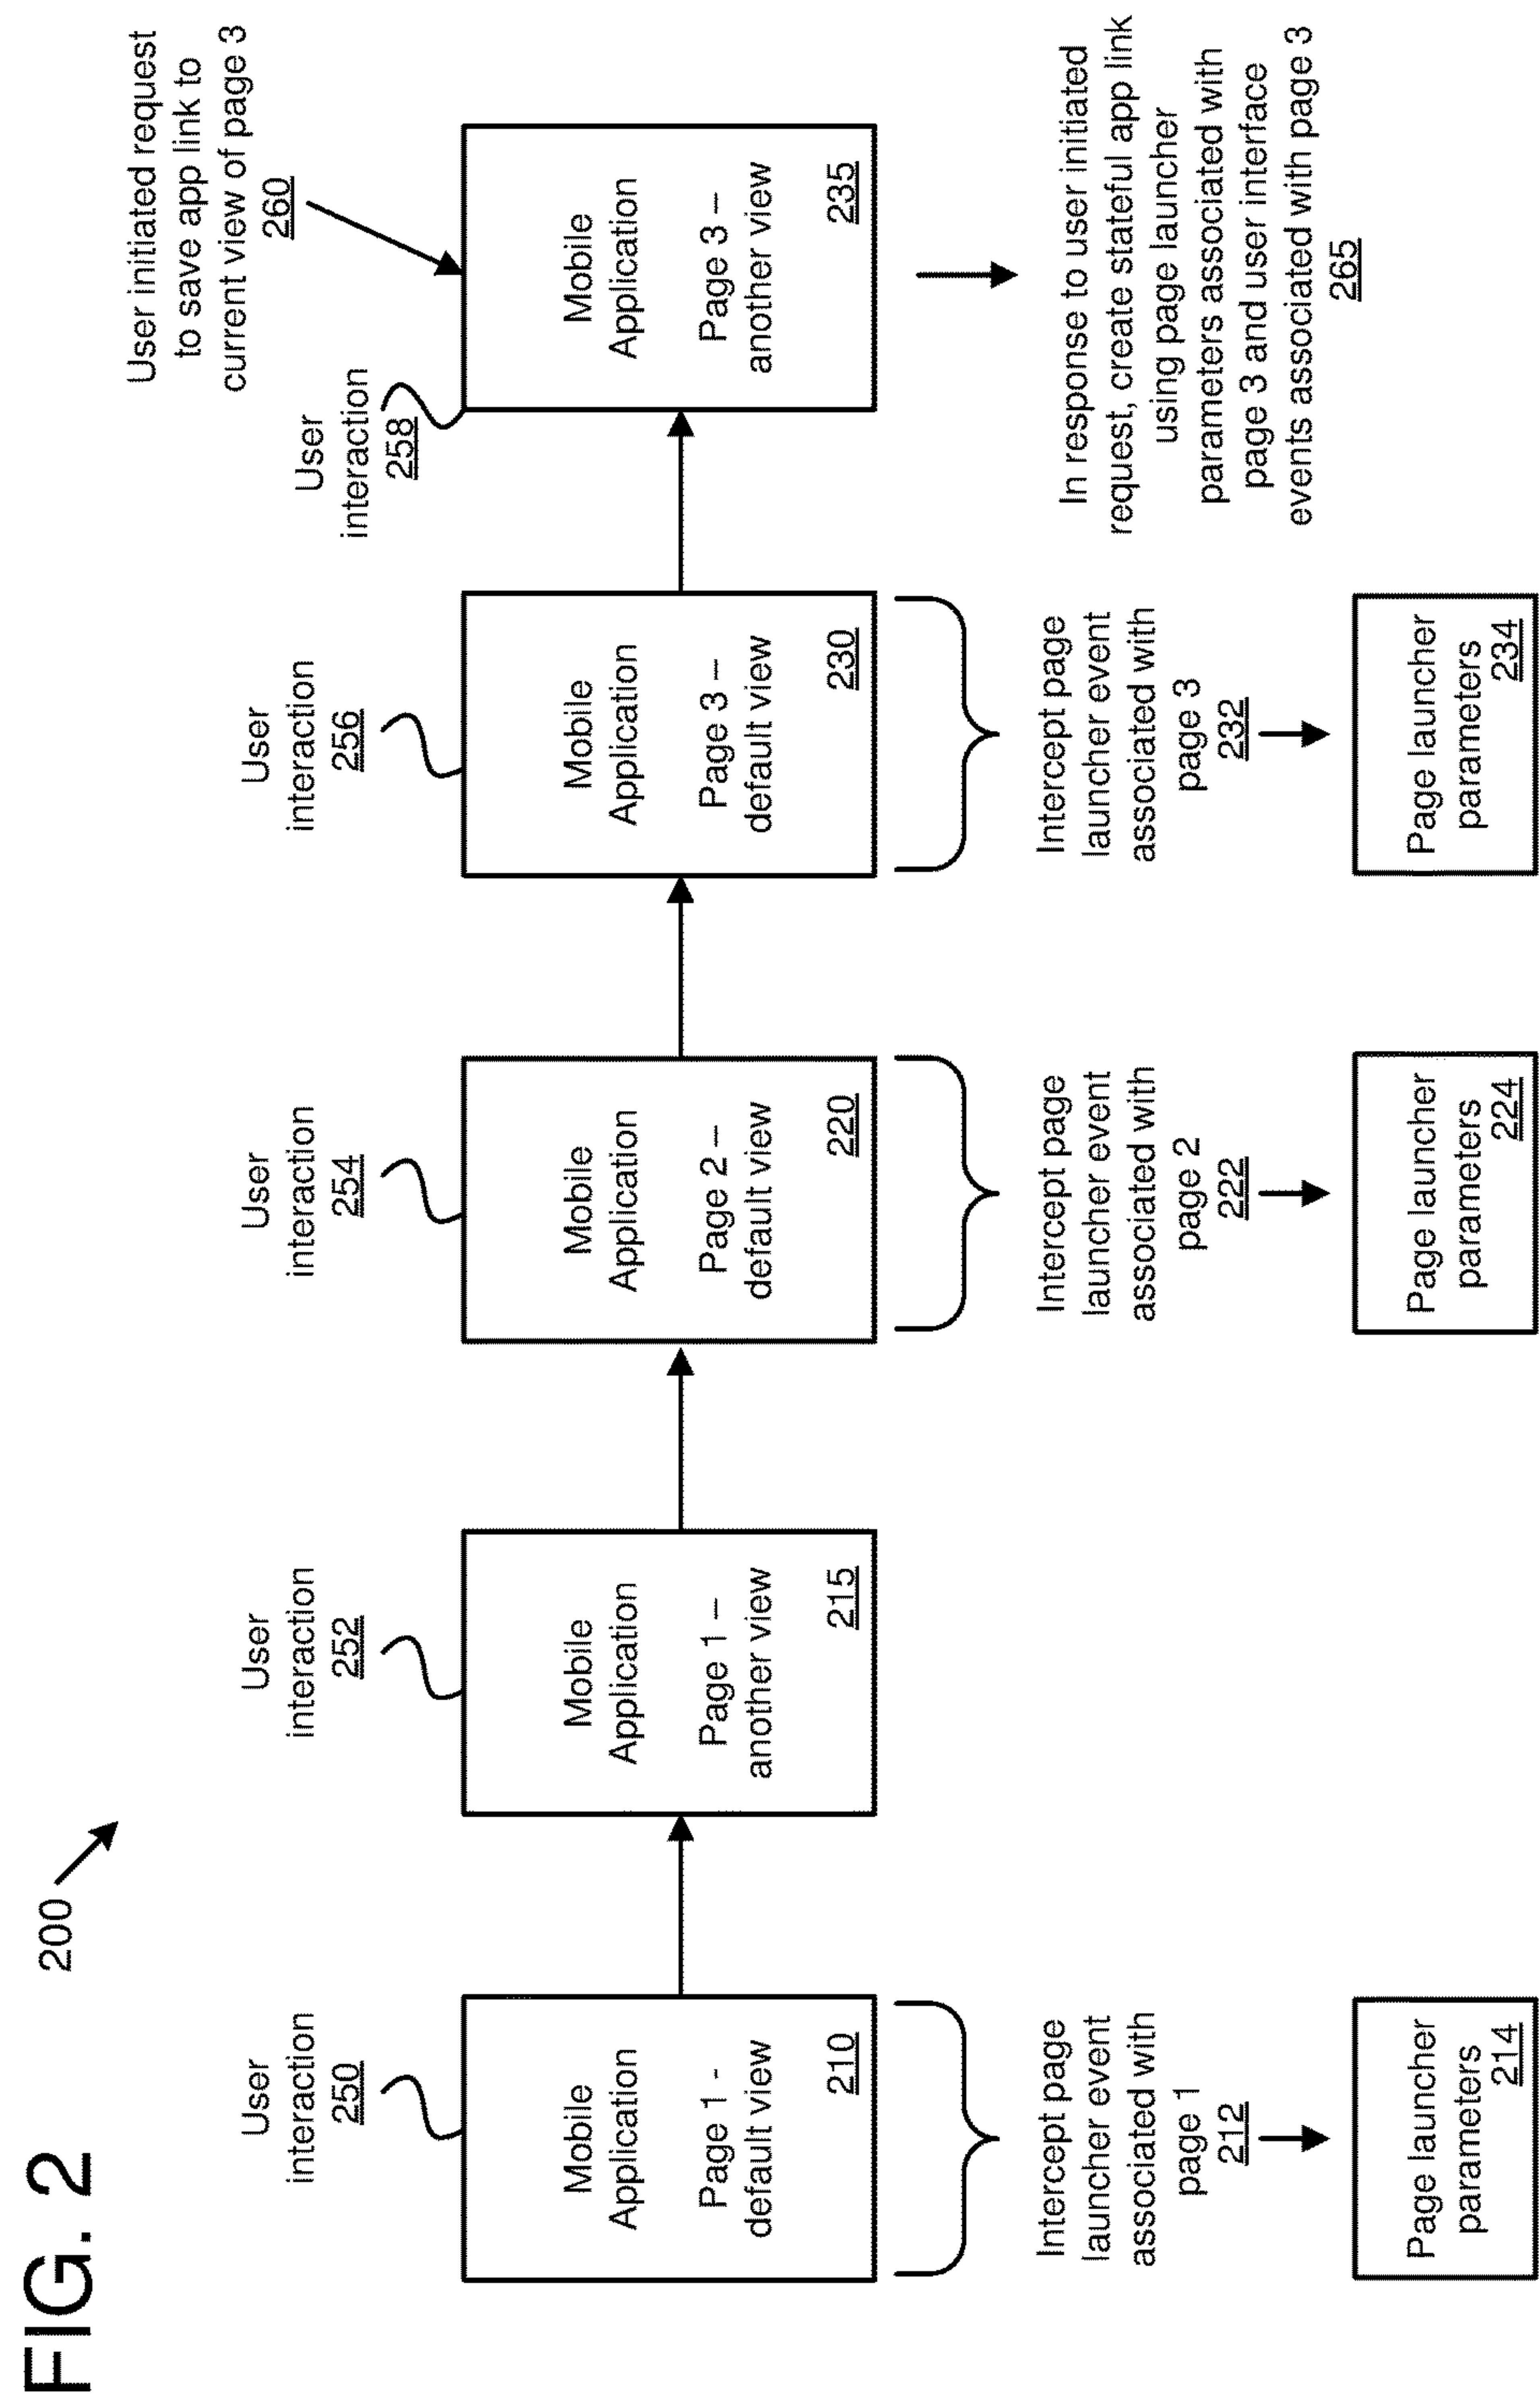 FIG. 2
200
User
interaction
250
User
interaction
252
User
interaction
254
User
interaction
256
User
interaction
258
User initiated request
to save app link to
current view of page 3
260
Mobile
Application
Page 1 -
default view
210
Mobile
Application
Page 1 –
another view
215
Mobile
Application
Page 2 –
default view
220
Mobile
Application
Page 3 –
default view
230
Mobile
Application
Page 3 –
another view
235
Intercept page
launcher event
associated with
page 1
212
Intercept page
launcher event
associated with
page 2
222
Intercept page
launcher event
associated with
page 3
232
In response to user initiated
request, create stateful app link
using page launcher
parameters associated with
page 3 and user interface
events associated with page 3
265
Page launcher
parameters
214
Page launcher
parameters
224
Page launcher
parameters
234